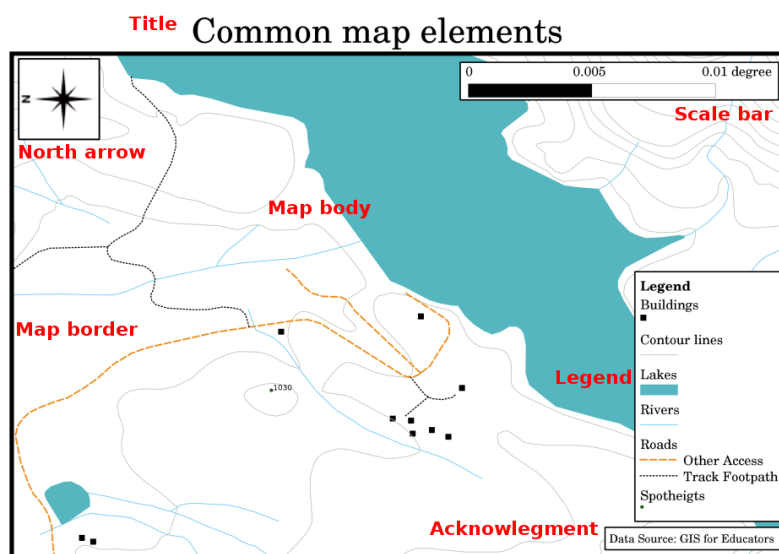 Title Common map elements
0 0.005 0.01 degree
Z
Scale bar
North arrow
Map body
Legend
Buildings
Map border
Contour lines
Legend Lakes
1030
Rivers
Roads
Other Access
Track Footpath
Spotheigts
Acknowlegment
Data Source: GIS for Educators